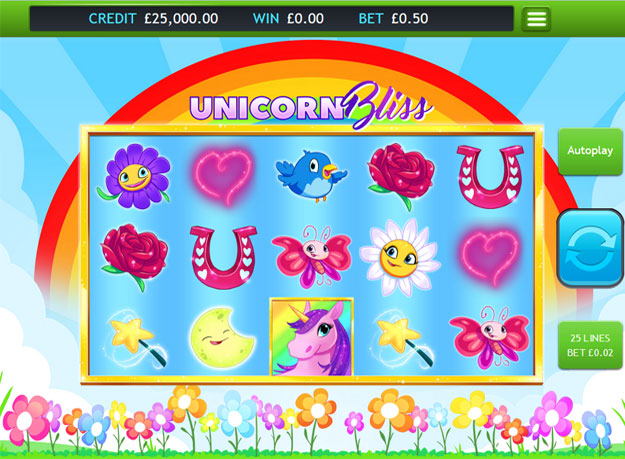 CREDIT £25,000.00 WIN £0.00 BET £0.50
UNICORN Bliss
Autoplay
25 LINES
BET £0.02